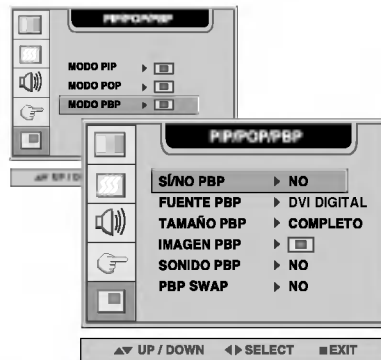 PIP/POP/PBP
MODO PIP
MODO POP
MODO PBP
PIP/POP/PBP
SÍ/NO PBP NO
FUENTE PBP DVI DIGITAL
TAMAÑO PBP COMPLETO
IMAGEN PBP
SONIDO PBP NO
PBP SWAP NO
UP / DOWN SELECT EXIT